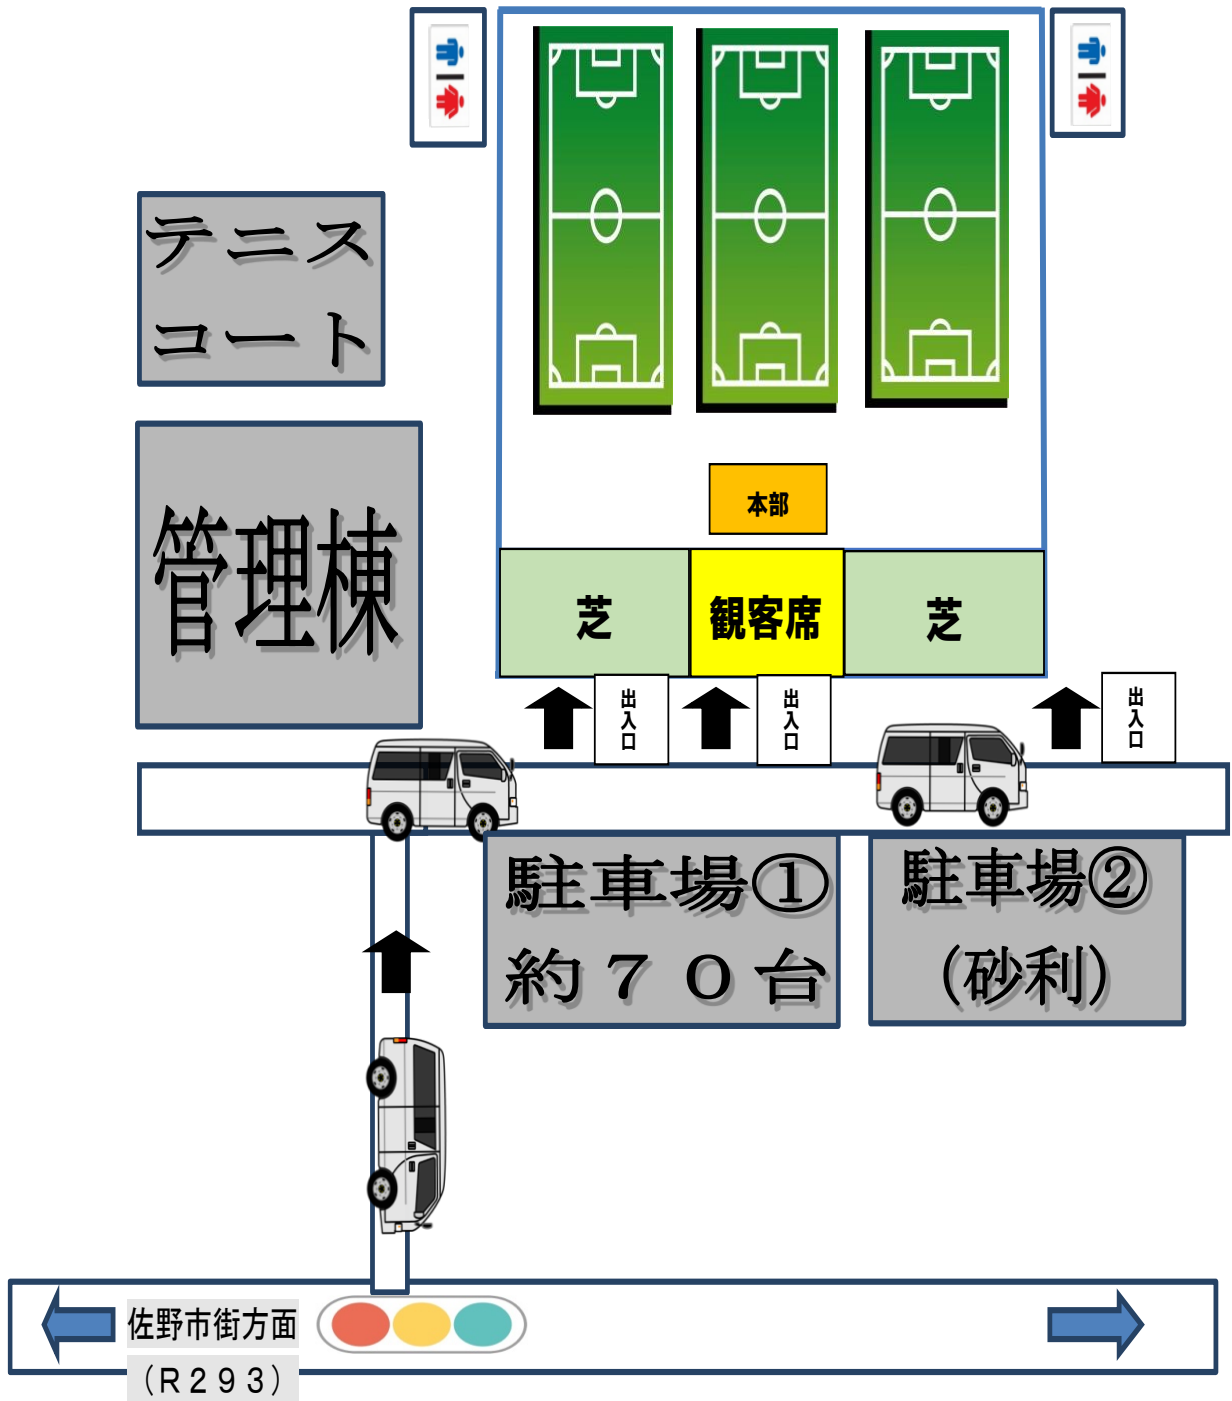 テニス
コート
管理棟
本部
芝
観客席
芝
出入口
出入口
出入口
駐車場①
約７０台
駐車場②
(砂利)
佐野市街方面
（Ｒ２９３）